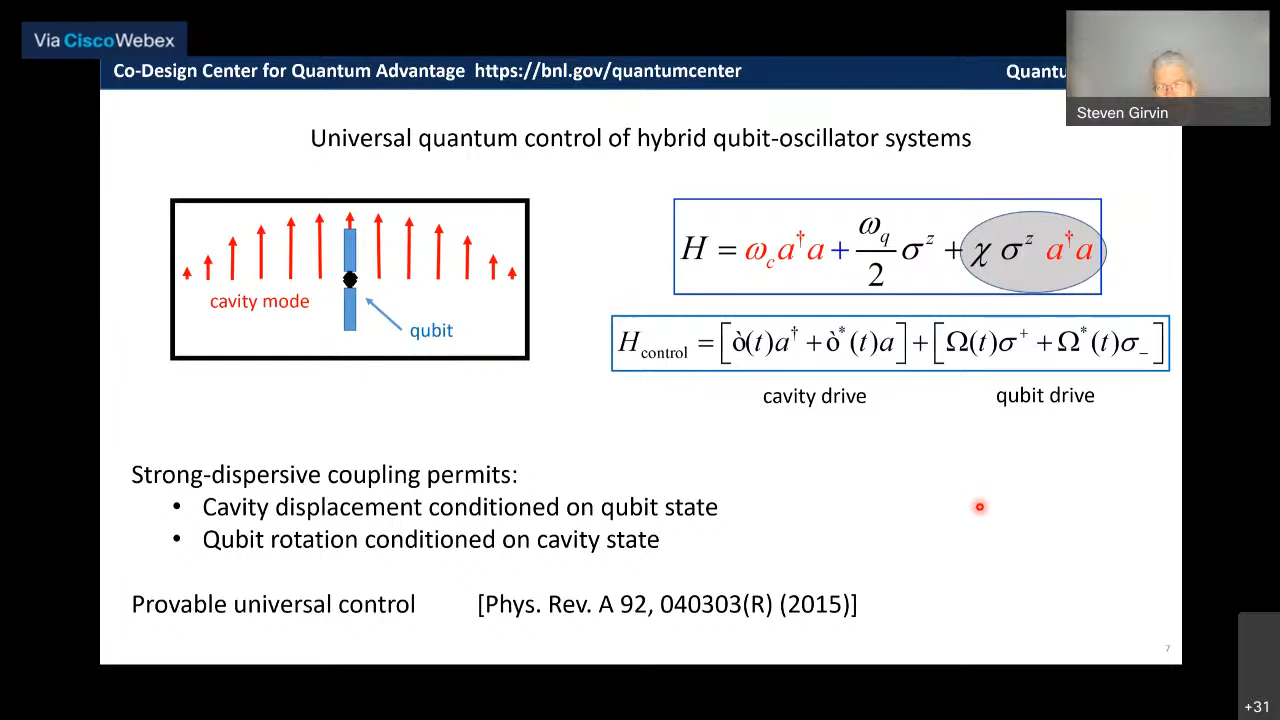 Via Cisco Webex
Co-Design Center for Quantum Advantage https://bnl.gov/quantumcenter
Quantu
Steven Girvin
Universal quantum control of hybrid qubit-oscillator systems
cavity mode
qubit
H = ω_c a†a + ω_q/2 σ^z + χ σ^z a†a
H_control = [ò(t)a† + ò*(t)a] + [Ω(t)σ^+ + Ω*(t)σ_−]
cavity drive
qubit drive
Strong-dispersive coupling permits:
• Cavity displacement conditioned on qubit state
• Qubit rotation conditioned on cavity state
Provable universal control [Phys. Rev. A 92, 040303(R) (2015)]
7
+31